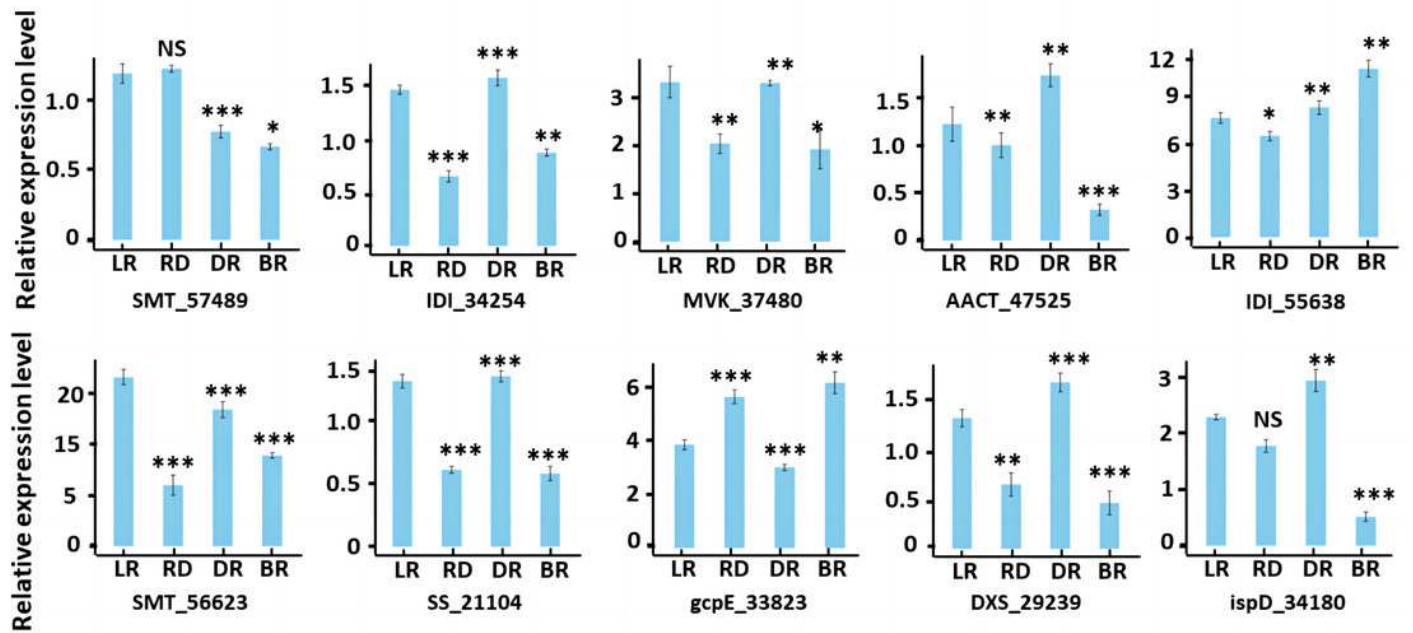 Relative expression level
1.0
0.5
0
NS
***
*
LR RD DR BR
SMT_57489
1.5
1.0
0.5
0
***
***
**
LR RD DR BR
IDI_34254
3
2
1
0
**
**
*
LR RD DR BR
MVK_37480
1.5
1.0
0.5
0
**
**
***
LR RD DR BR
AACT_47525
12
9
6
3
0
*
**
**
LR RD DR BR
IDI_55638
Relative expression level
20
15
5
0
***
***
***
LR RD DR BR
SMT_56623
1.5
1.0
0.5
0
***
***
***
LR RD DR BR
SS_21104
6
4
2
0
***
***
**
LR RD DR BR
gcpE_33823
1.5
1.0
0.5
0
**
***
***
LR RD DR BR
DXS_29239
3
2
1
0
NS
**
***
LR RD DR BR
ispD_34180